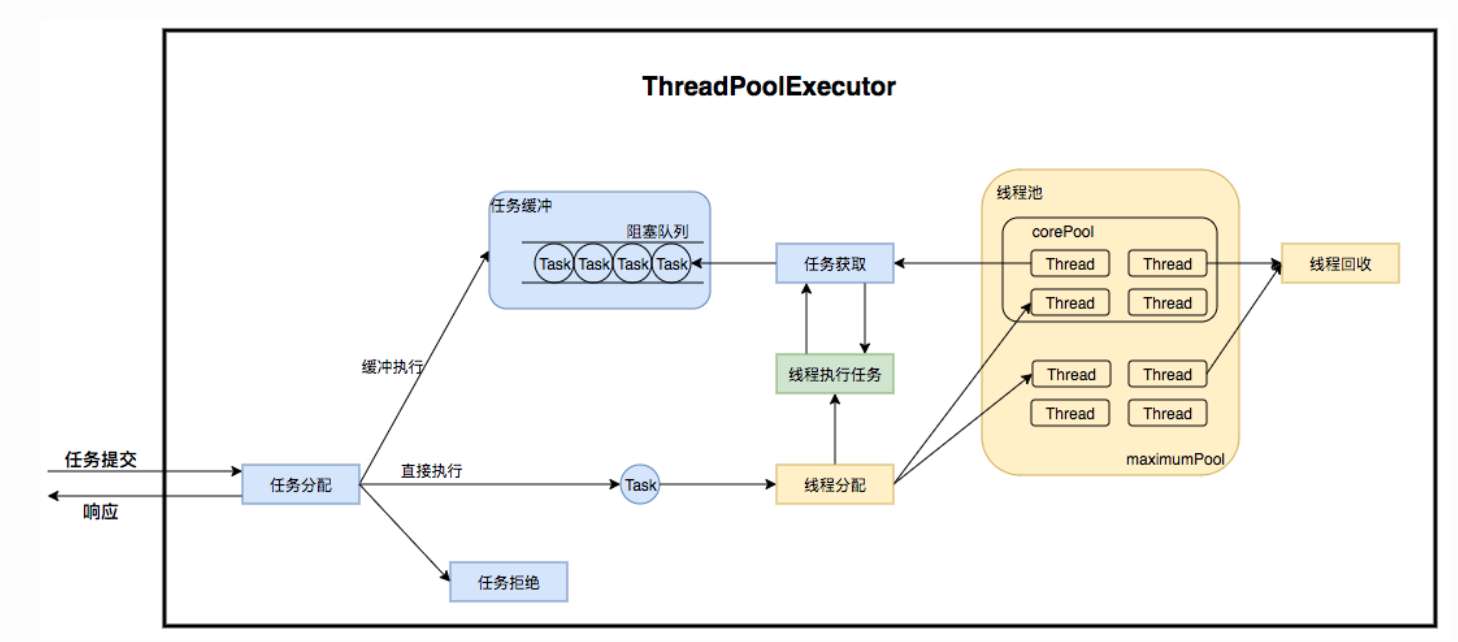 ThreadPoolExecutor
任务缓冲
阻塞队列
Task Task Task Task
任务获取
线程池
corePool
Thread Thread
Thread Thread
线程回收
缓冲执行
线程执行任务
Thread Thread
Thread Thread
maximumPool
任务提交
响应
任务分配
直接执行
Task
线程分配
任务拒绝